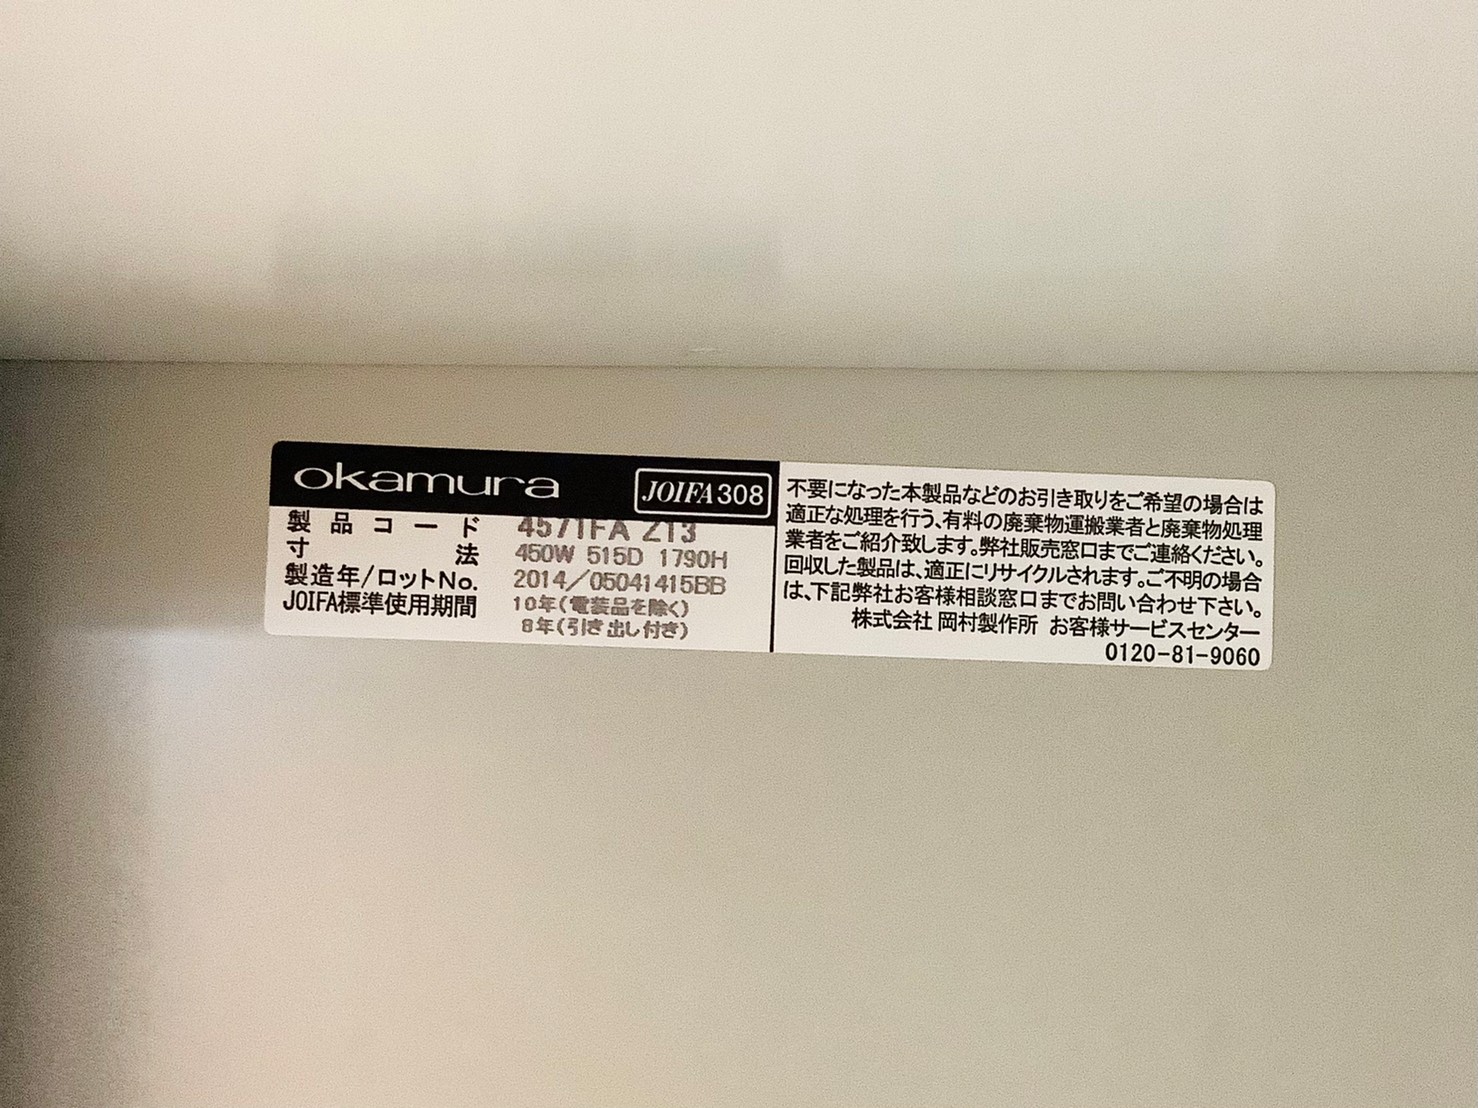 okamura JOIFA308
製品コード 4571FA Z13
寸法 450W 515D 1790H
製造年/ロットNo. 2014/05041415BB
JOIFA標準使用期間 10年(電装品を除く)
8年(引き出し付き)
不要になった本製品などのお引き取りをご希望の場合は
適正な処理を行う、有料の廃棄物運搬業者と廃棄物処理
業者をご紹介致します。弊社販売窓口までご連絡ください。
回収した製品は、適正にリサイクルされます。ご不明の場合
は、下記弊社お客様相談窓口までお問い合わせ下さい。
株式会社 岡村製作所 お客様サービスセンター
0120-81-9060